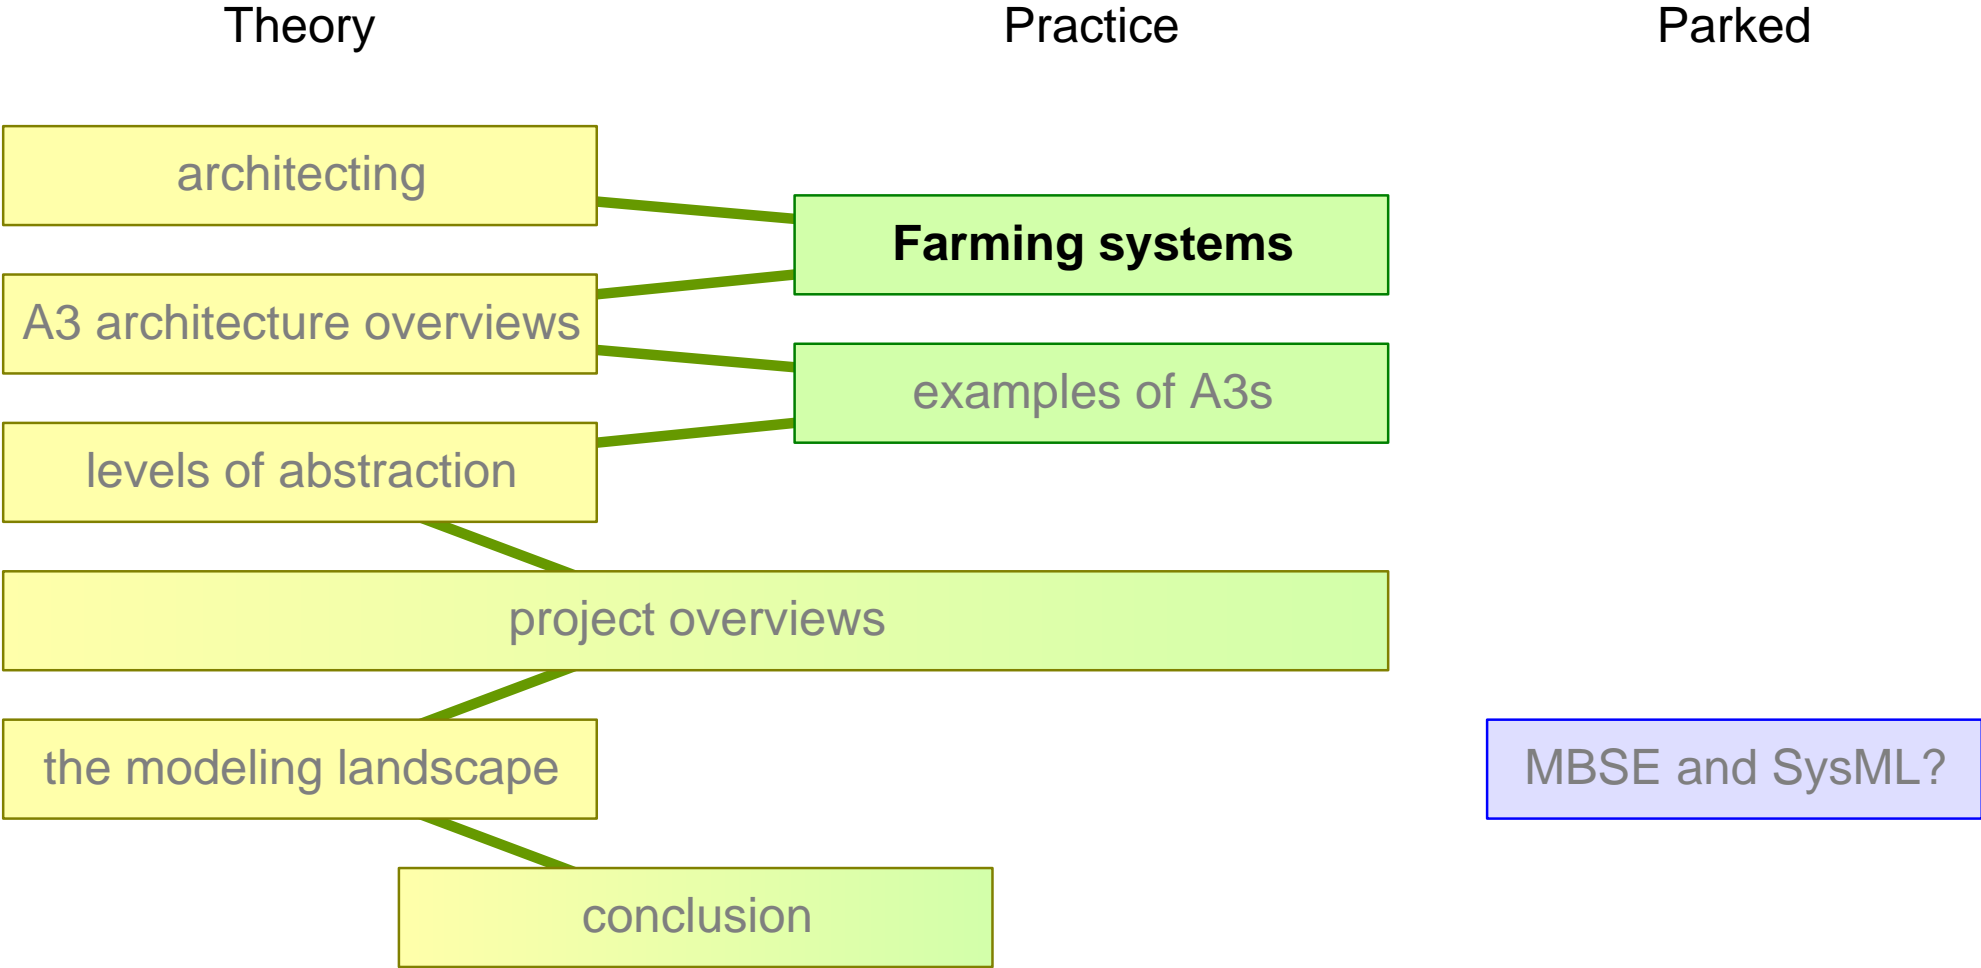 Theory
Practice
Parked
architecting
Farming systems
A3 architecture overviews
examples of A3s
levels of abstraction
project overviews
the modeling landscape
MBSE and SysML?
conclusion